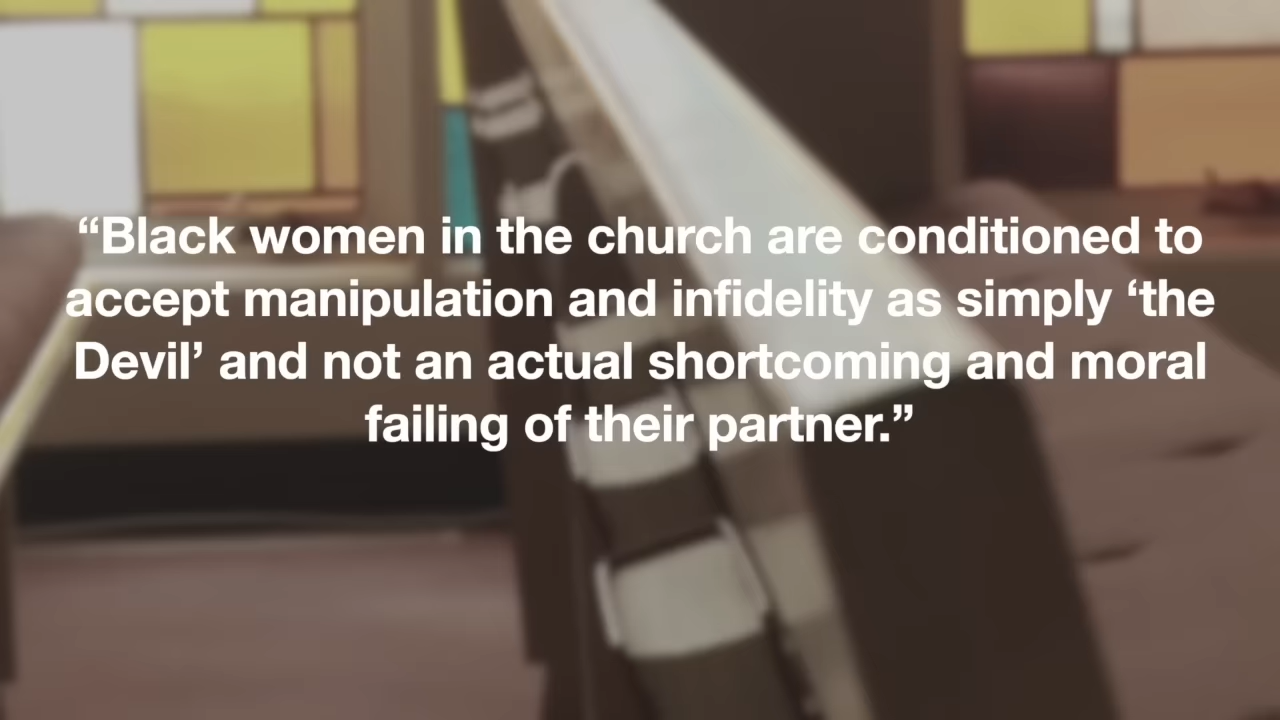 “Black women in the church are conditioned to
accept manipulation and infidelity as simply ‘the
Devil’ and not an actual shortcoming and moral
failing of their partner.”